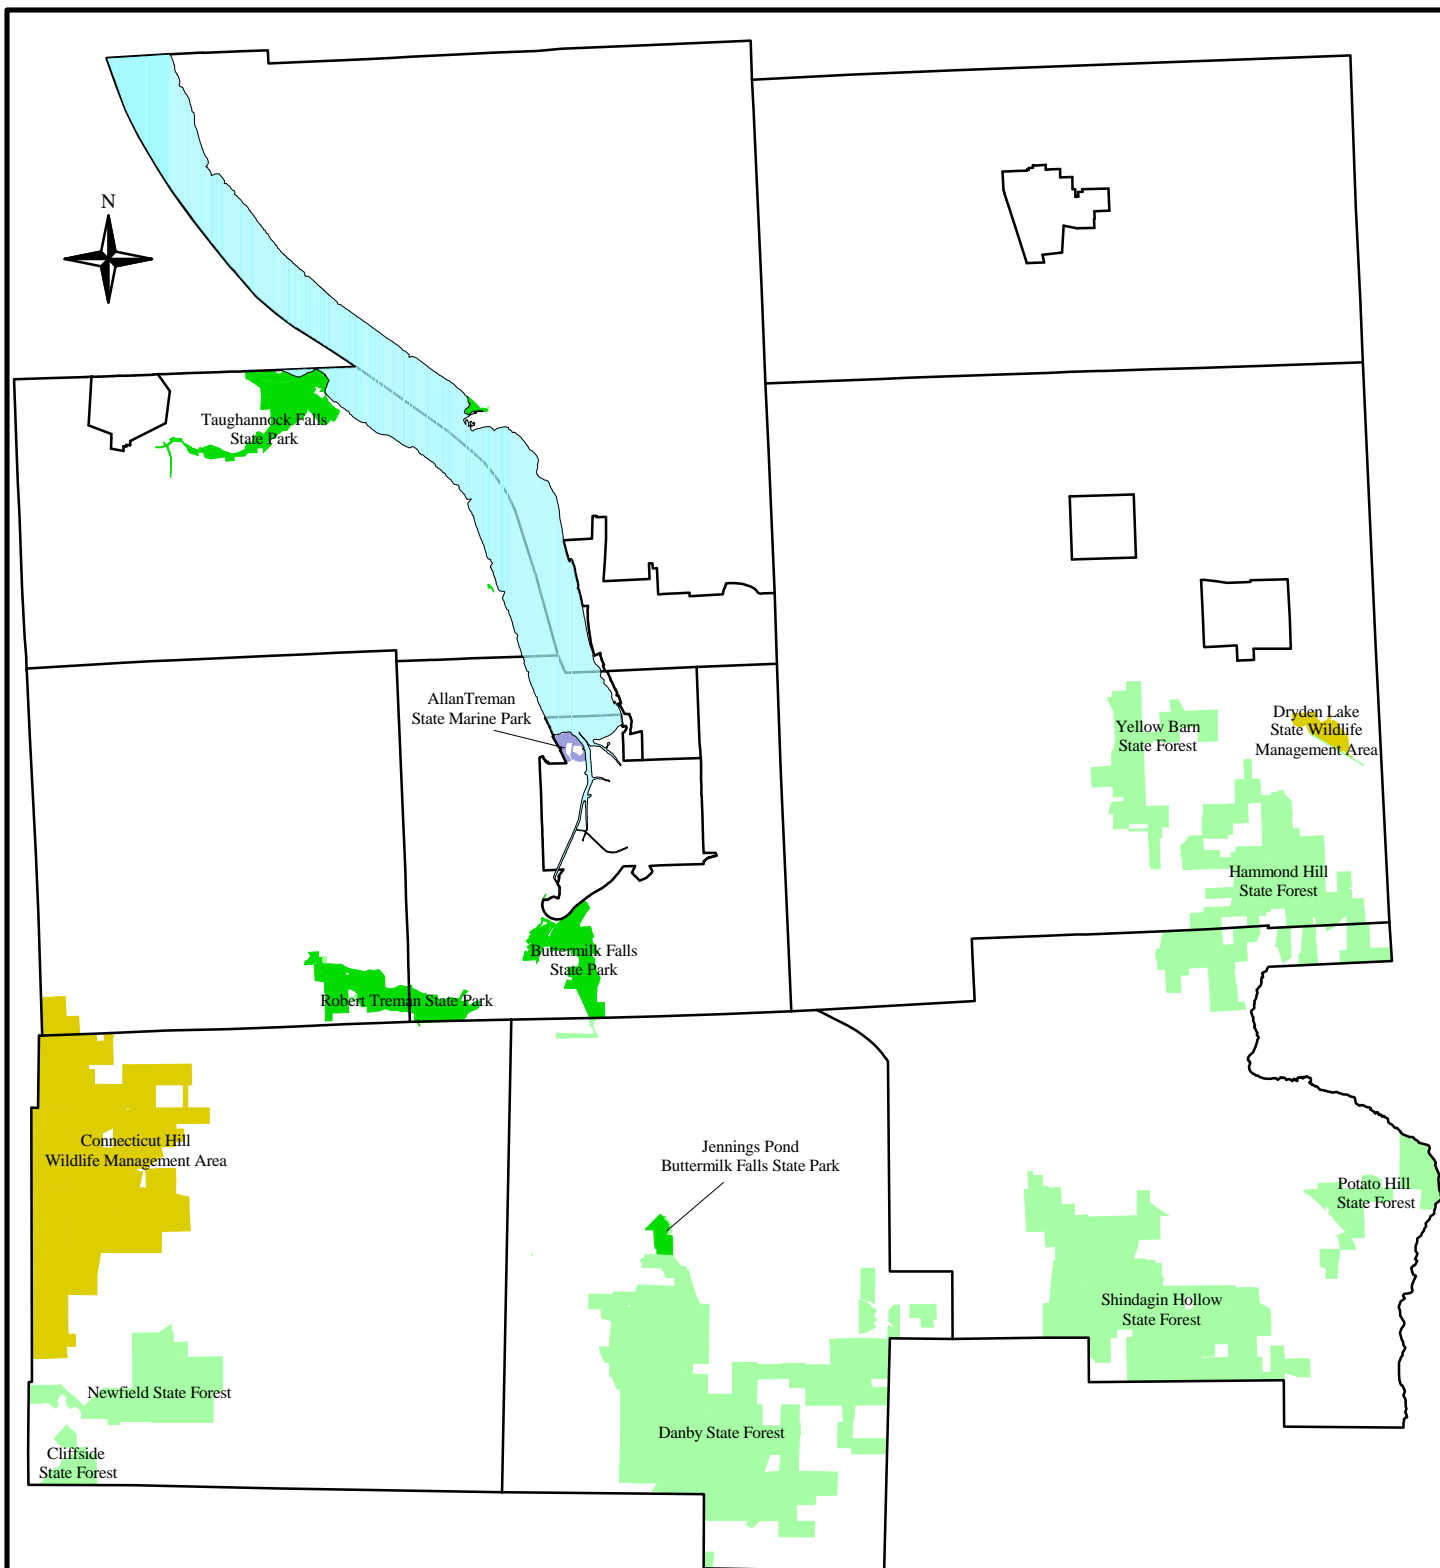 N
Taughannock Falls
State Park
AllanTreman
State Marine Park
Yellow Barn
State Forest
Dryden Lake
State Wildlife
Management Area
Hammond Hill
State Forest
Buttermilk Falls
State Park
Robert Treman State Park
Connecticut Hill
Wildlife Management Area
Jennings Pond
Buttermilk Falls State Park
Potato Hill
State Forest
Shindagin Hollow
State Forest
Newfield State Forest
Danby State Forest
Cliffside
State Forest